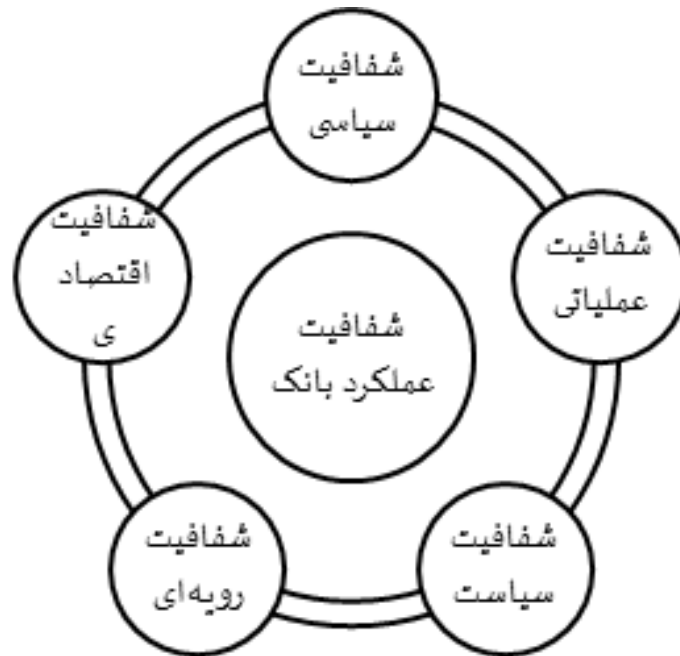 شفافیت
سیاسی
شفافیت
عملیاتی
شفافیت
سیاست
شفافیت
رویه‌ای
شفافیت
اقتصاد
ی
شفافیت
عملکرد بانک